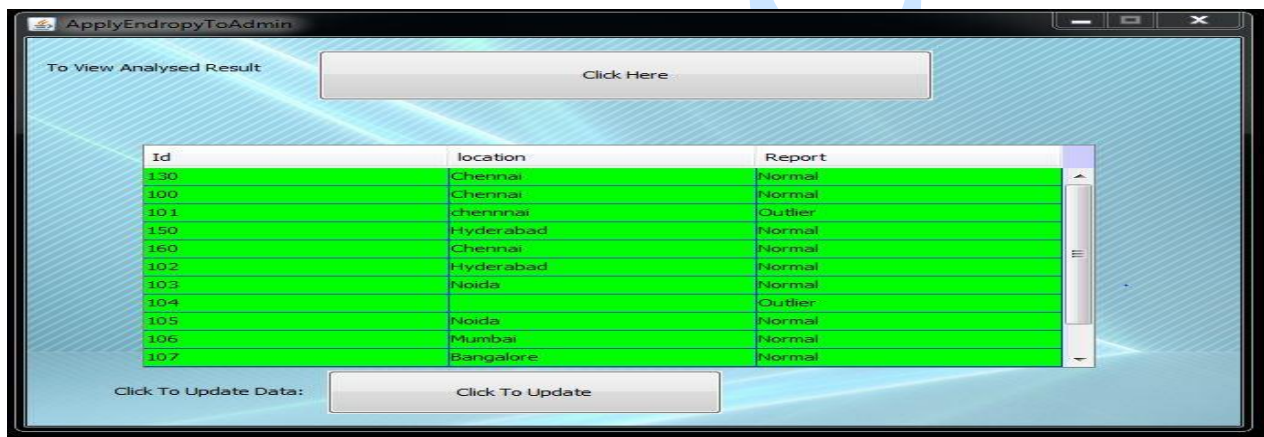 ApplyEndropyToAdmin
To View Analysed Result Click Here
Id location Report
130 Chennai Normal
100 Chennai Normal
101 chennnai Outlier
150 Hyderabad Normal
160 Chennai Normal
102 Hyderabad Normal
103 Noida Normal
104 Outlier
105 Noida Normal
106 Mumbai Normal
107 Bangalore Normal
Click To Update Data: Click To Update